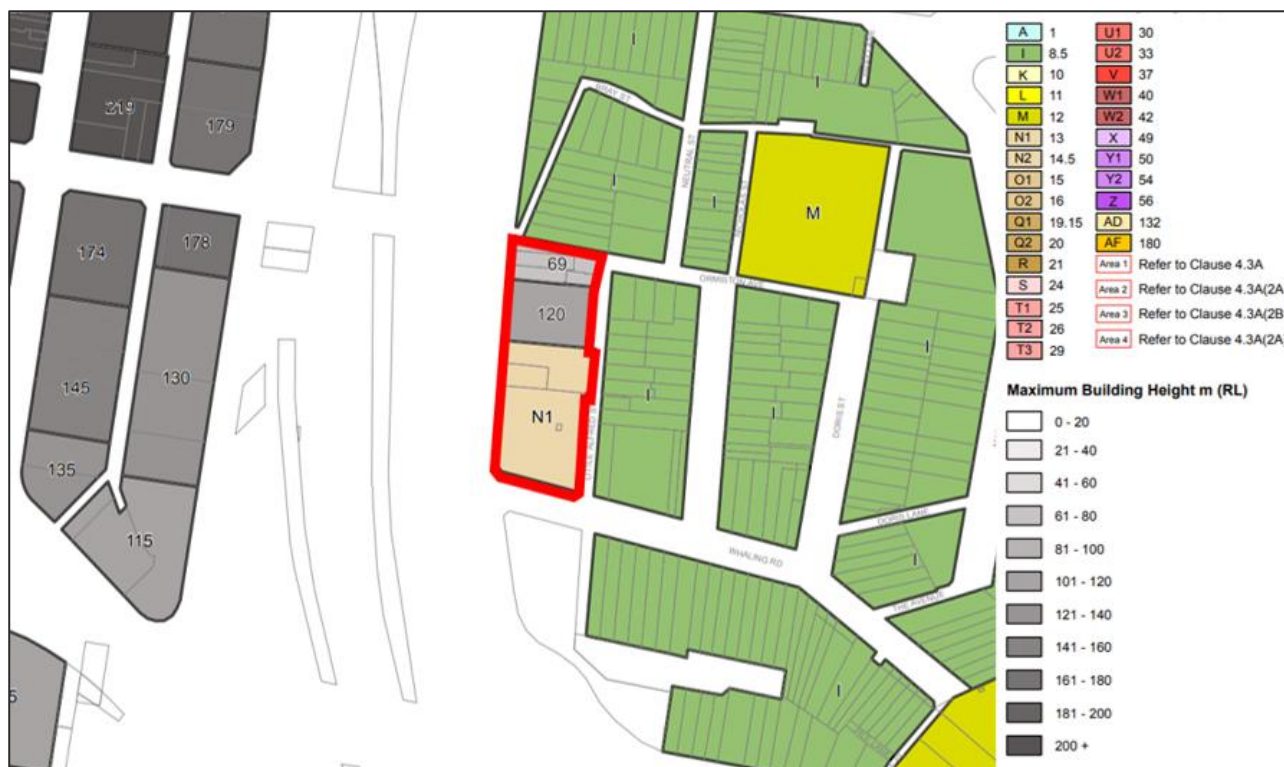 219
179
174
178
145
130
135
115
5
I
I
BRAY ST
I
NEUTRAL ST
I
M
69
120
N1
ORMISTON AVE
I
I
DORIS ST
I
WHALING RD
DORIS LANE
I
THE AVENUE
I
I
A 1
I 8.5
K 10
L 11
M 12
N1 13
N2 14.5
O1 15
O2 16
Q1 19.15
Q2 20
R 21
S 24
T1 25
T2 26
T3 29
U1 30
U2 33
V 37
W1 40
W2 42
X 49
Y1 50
Y2 54
Z 56
AD 132
AF 180
Area 1 Refer to Clause 4.3A
Area 2 Refer to Clause 4.3A(2A
Area 3 Refer to Clause 4.3A(2B
Area 4 Refer to Clause 4.3A(2A)
Maximum Building Height m (RL)
0 - 20
21 - 40
41 - 60
61 - 80
81 - 100
101 - 120
121 - 140
141 - 160
161 - 180
181 - 200
200 +